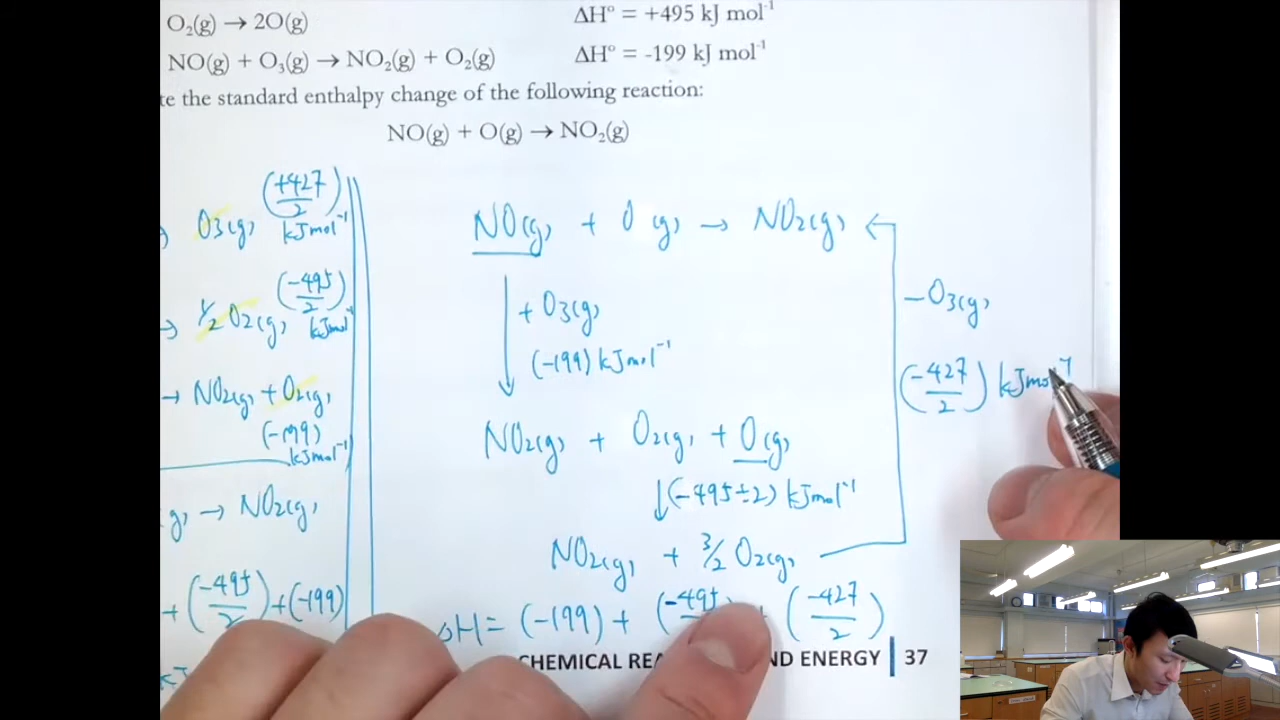 O₂(g) → 2O(g) ΔH° = +495 kJ mol⁻¹
NO(g) + O₃(g) → NO₂(g) + O₂(g) ΔH° = -199 kJ mol⁻¹
te the standard enthalpy change of the following reaction:
NO(g) + O(g) → NO₂(g)
→ O₃(g) (+427/2) kJmol⁻¹
→ ½ O₂(g) (-495/2) kJmol⁻¹
→ NO₂(g) + O₂(g)
(-199)
kJmol⁻¹
(g) → NO₂(g)
+ (-495/2) + (-199)
NO(g) + O(g) → NO₂(g)
+ O₃(g)
(-199) kJmol⁻¹
- O₃(g)
(-427/2) kJmol⁻¹
NO₂(g) + O₂(g) + O(g)
↓ (-495÷2) kJmol⁻¹
NO₂(g) + 3/2 O₂(g)
ΔH = (-199) + (-495 + (-427/2)
CHEMICAL REA ND ENERGY | 37